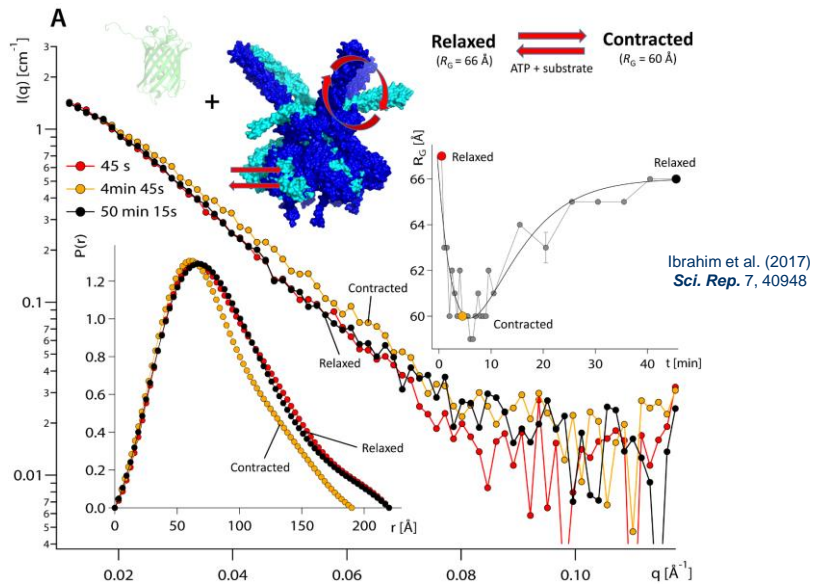 A
I(q) [cm⁻¹]
1
8
7
6
5
4
3
2
0.1
8
7
6
5
4
3
2
0.01
8
7
6
5
4
+
Relaxed
(R_G = 66 Å)
ATP + substrate
Contracted
(R_G = 60 Å)
45 s
4min 45s
50 min 15s
R_G [Å]
66
64
62
60
Relaxed
Relaxed
Contracted
0
10
20
30
40
t [min]
Ibrahim et al. (2017)
Sci. Rep. 7, 40948
Contracted
Relaxed
P(r)
1.2
1.0
0.8
0.6
0.4
0.2
0.0
Relaxed
Contracted
0
50
100
150
200
r [Å]
0.02
0.04
0.06
0.08
0.10
q [Å⁻¹]